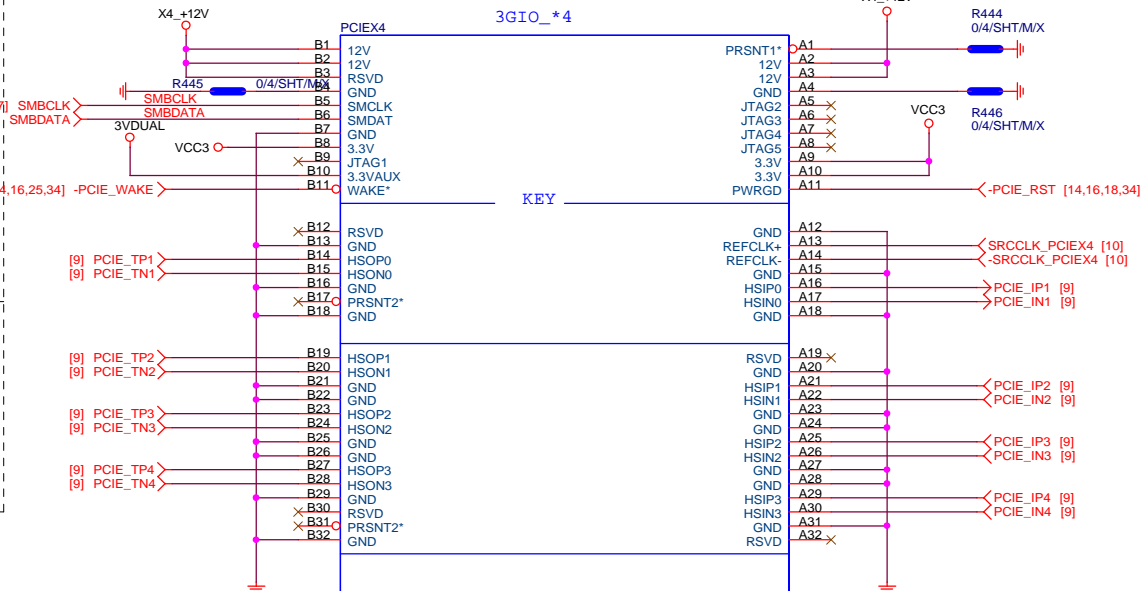 3GIO_*4
X4_+12V
PCIEX4
R444
0/4/SHT/M/X
B1 12V
B2 12V
B3 RSVD
B4 GND
B5 SMCLK
B6 SMDAT
B7 GND
B8 3.3V
B9 JTAG1
B10 3.3VAUX
B11 WAKE*
PRSNT1* A1
12V A2
12V A3
GND A4
JTAG2 A5
JTAG3 A6
JTAG4 A7
JTAG5 A8
3.3V A9
3.3V A10
PWRGD A11
R445 0/4/SHT/M/X
SMBCLK SMBCLK
SMBDATA SMBDATA
3VDUAL
VCC3
4,16,25,34] -PCIE_WAKE
R446
0/4/SHT/M/X
VCC3
-PCIE_RST [14,16,18,34]
KEY
B12 RSVD
B13 GND
B14 HSOP0
B15 HSON0
B16 GND
B17 PRSNT2*
B18 GND
[9] PCIE_TP1
[9] PCIE_TN1
GND A12
REFCLK+ A13
REFCLK- A14
GND A15
HSIP0 A16
HSIN0 A17
GND A18
SRCCLK_PCIEX4 [10]
-SRCCLK_PCIEX4 [10]
PCIE_IP1 [9]
PCIE_IN1 [9]
B19 HSOP1
B20 HSON1
B21 GND
B22 GND
B23 HSOP2
B24 HSON2
B25 GND
B26 GND
B27 HSOP3
B28 HSON3
B29 GND
B30 RSVD
B31 PRSNT2*
B32 GND
[9] PCIE_TP2
[9] PCIE_TN2
[9] PCIE_TP3
[9] PCIE_TN3
[9] PCIE_TP4
[9] PCIE_TN4
RSVD A19
GND A20
HSIP1 A21
HSIN1 A22
GND A23
GND A24
HSIP2 A25
HSIN2 A26
GND A27
GND A28
HSIP3 A29
HSIN3 A30
GND A31
RSVD A32
PCIE_IP2 [9]
PCIE_IN2 [9]
PCIE_IP3 [9]
PCIE_IN3 [9]
PCIE_IP4 [9]
PCIE_IN4 [9]